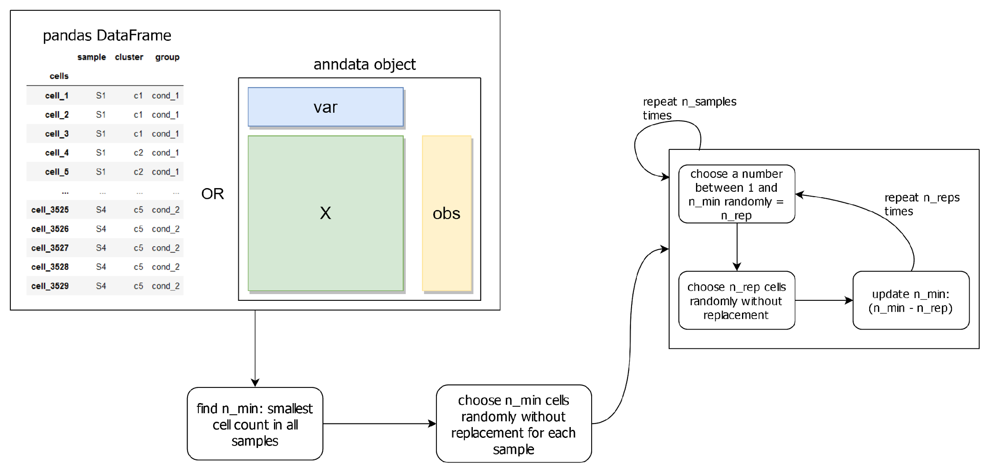 pandas DataFrame
sample cluster group
cells
cell_1 S1 c1 cond_1
cell_2 S1 c1 cond_1
cell_3 S1 c1 cond_1
cell_4 S1 c2 cond_1
cell_5 S1 c2 cond_1
... ... ... ...
cell_3525 S4 c5 cond_2
cell_3526 S4 c5 cond_2
cell_3527 S4 c5 cond_2
cell_3528 S4 c5 cond_2
cell_3529 S4 c5 cond_2
OR
anndata object
var
X
obs
find n_min: smallest
cell count in all
samples
choose n_min cells
randomly without
replacement for each
sample
repeat n_samples
times
choose a number
between 1 and
n_min randomly =
n_rep
choose n_rep cells
randomly without
replacement
update n_min:
(n_min - n_rep)
repeat n_reps
times